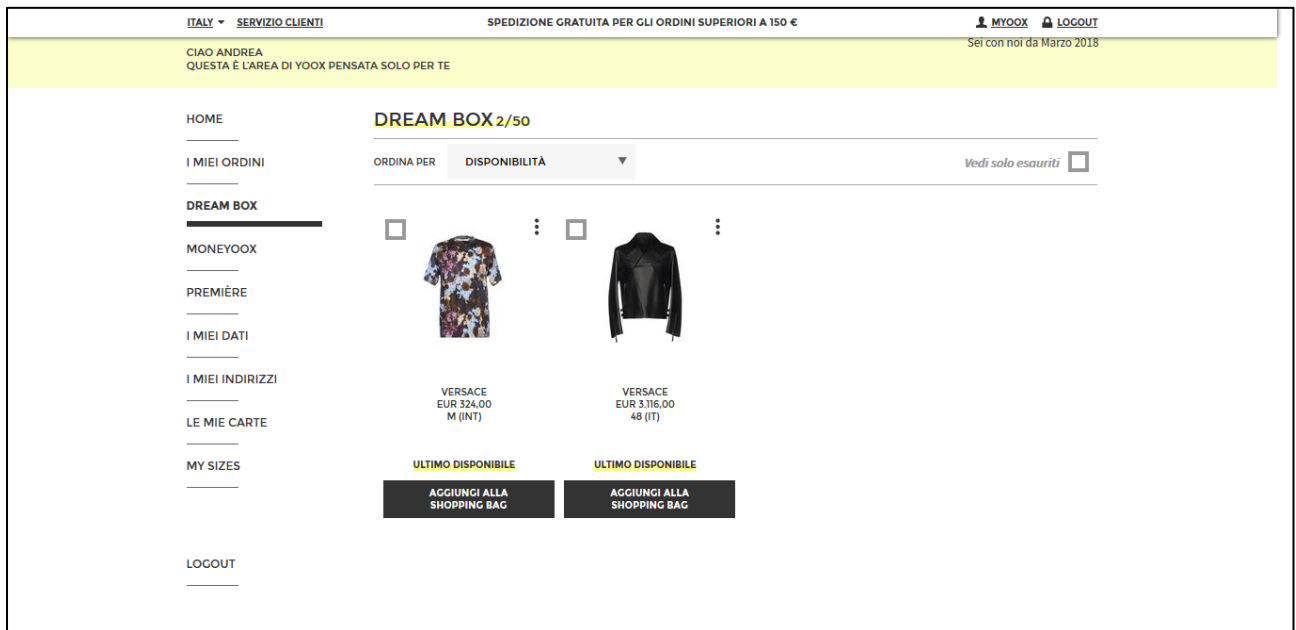 ITALY SERVIZIO CLIENTI SPEDIZIONE GRATUITA PER GLI ORDINI SUPERIORI A 150 € MYOOX LOGOUT
Sei con noi da Marzo 2018
CIAO ANDREA
QUESTA È L'AREA DI YOOX PENSATA SOLO PER TE
HOME
I MIEI ORDINI
DREAM BOX
MONEYOOX
PREMIÈRE
I MIEI DATI
I MIEI INDIRIZZI
LE MIE CARTE
MY SIZES
LOGOUT
DREAM BOX 2/50
ORDINA PER DISPONIBILITÀ Vedi solo esauriti
VERSACE
EUR 324,00
M (INT)
ULTIMO DISPONIBILE
AGGIUNGI ALLA
SHOPPING BAG
VERSACE
EUR 3.116,00
48 (IT)
ULTIMO DISPONIBILE
AGGIUNGI ALLA
SHOPPING BAG